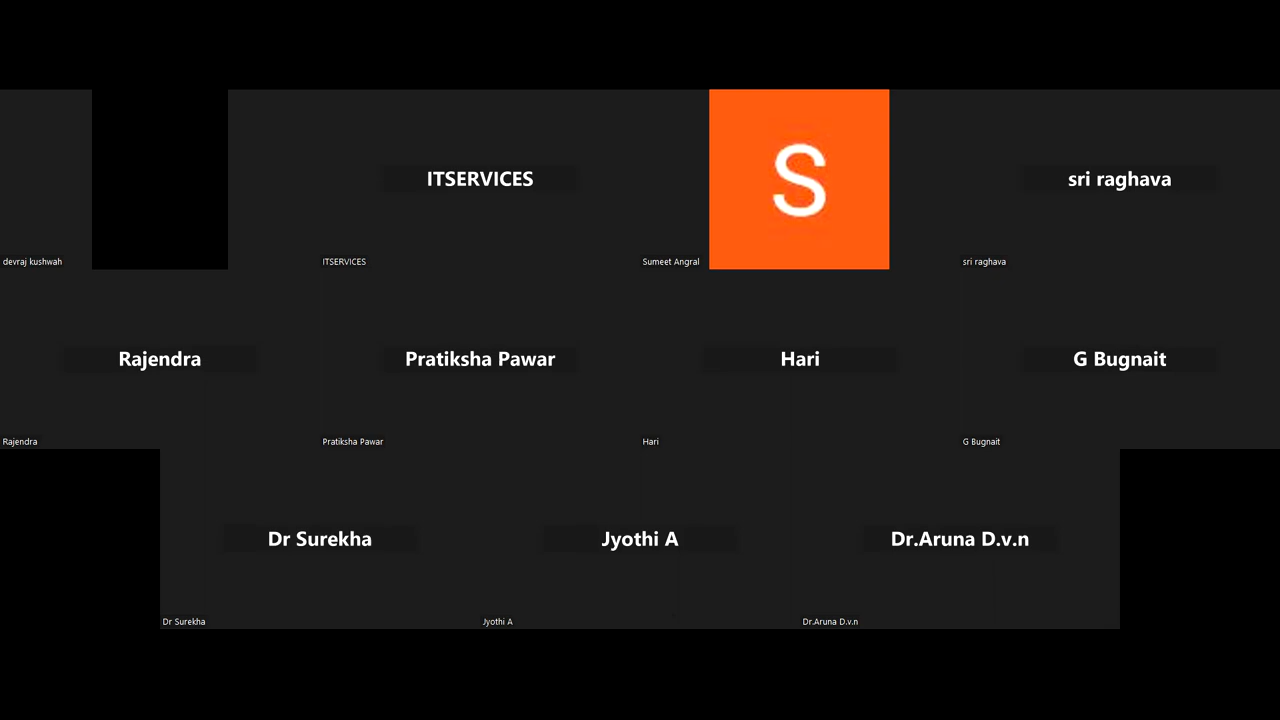 ITSERVICES
S
sri raghava
devraj kushwah
ITSERVICES
Sumeet Angral
sri raghava
Rajendra
Pratiksha Pawar
Hari
G Bugnait
Rajendra
Pratiksha Pawar
Hari
G Bugnait
Dr Surekha
Jyothi A
Dr.Aruna D.v.n
Dr Surekha
Jyothi A
Dr.Aruna D.v.n